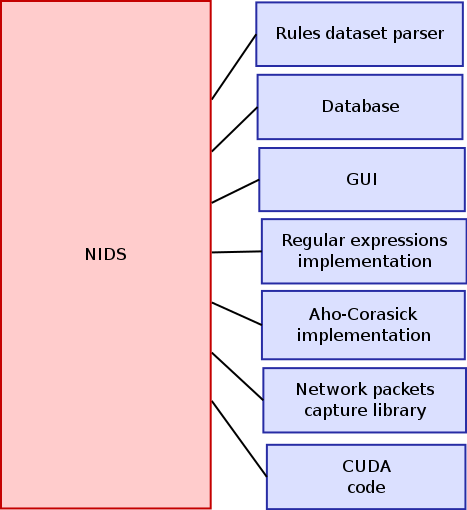 Rules dataset parser
Database
GUI
Regular expressions
implementation
NIDS
Aho-Corasick
implementation
Network packets
capture library
CUDA
code